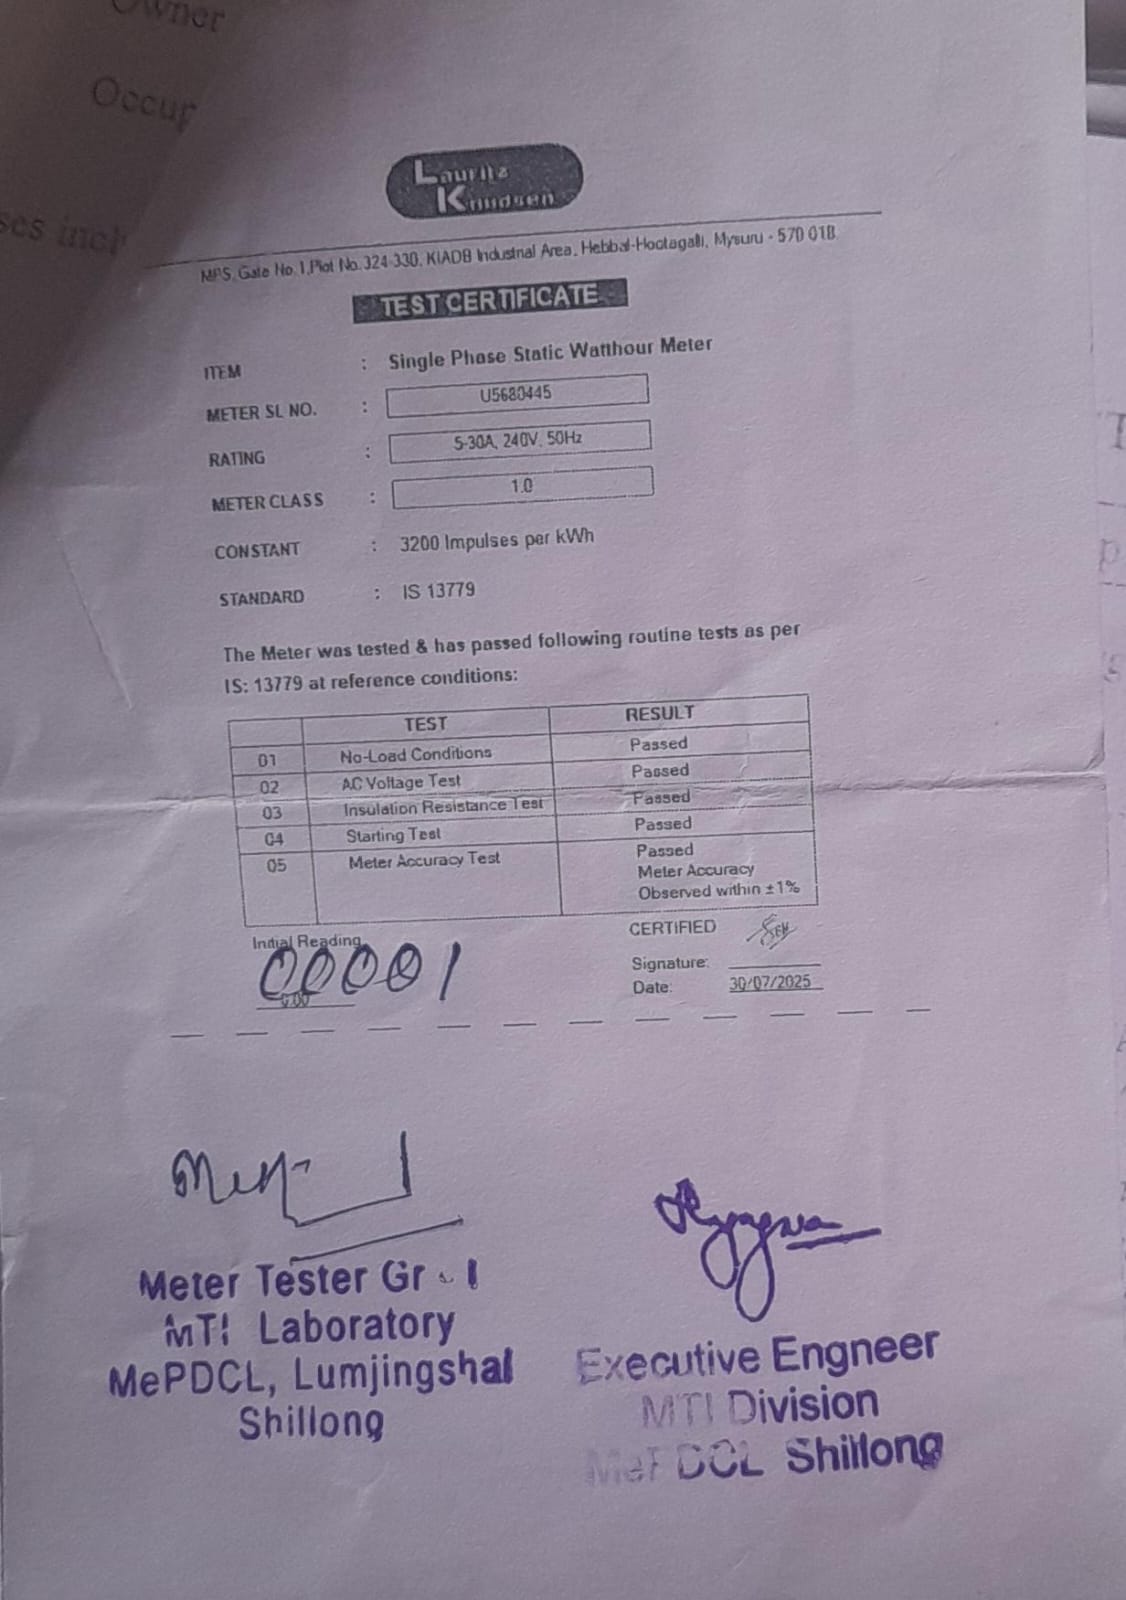 Owner
Occup
ses incl
Lauritz
Knudsen
MPS, Gate No.1,Plot No. 324-330, KIADB Industrial Area, Hebbal-Hootagalli, Mysuru - 570 018
TEST CERTIFICATE
ITEM : Single Phase Static Watthour Meter
METER SL NO. : U5680445
RATING : 5-30A, 240V, 50Hz
METER CLASS : 1.0
CONSTANT : 3200 Impulses per kWh
STANDARD : IS 13779
The Meter was tested & has passed following routine tests as per
IS: 13779 at reference conditions:
TEST RESULT
01 No-Load Conditions Passed
02 AC Voltage Test Passed
03 Insulation Resistance Test Passed
04 Starting Test Passed
05 Meter Accuracy Test Passed
Meter Accuracy
Observed within ±1%
Initial Reading
00001
0.00
CERTIFIED
Signature:
Date: 30/07/2025
Meter Tester Gr - I
MTI Laboratory
MePDCL, Lumjingshai
Shillong
Executive Engneer
MTI Division
MePDCL Shillong